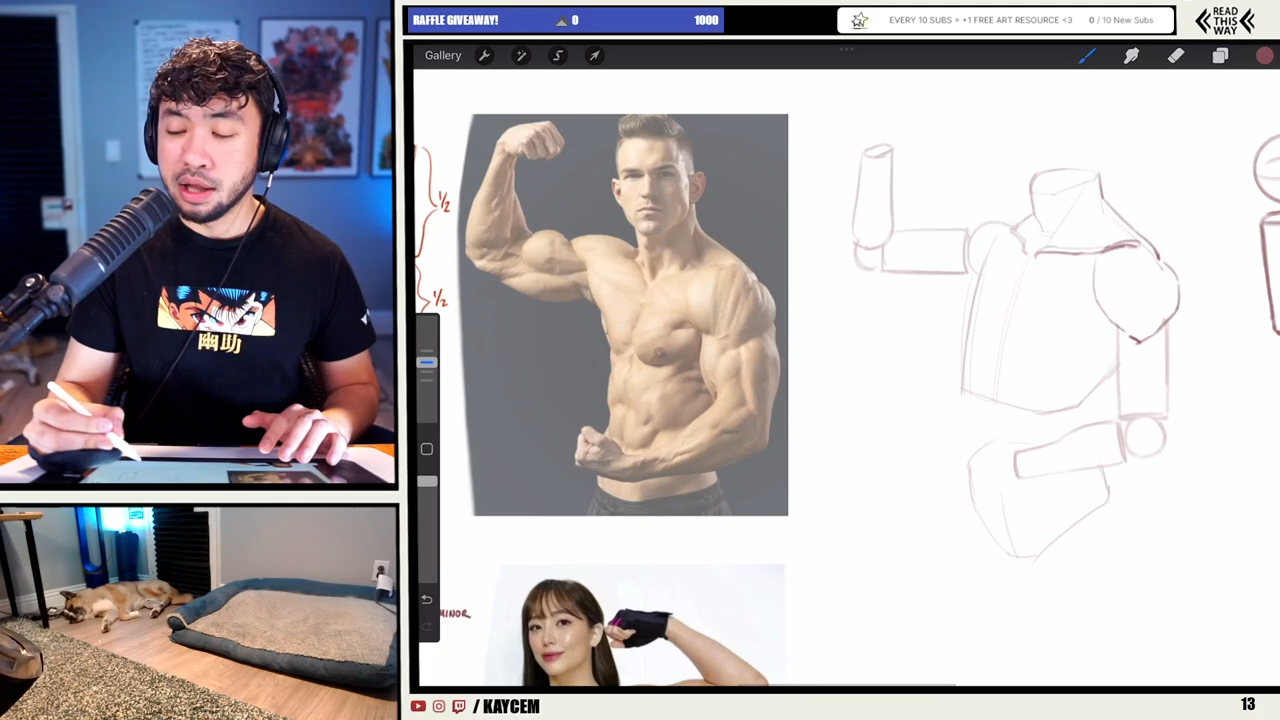 RAFFLE GIVEAWAY!
0
1000
EVERY 10 SUBS = +1 FREE ART RESOURCE <3
0 / 10 New Subs
READ
THIS
WAY
Gallery
1/2
1/2
幽助
MINOR
/ KAYCEM
13